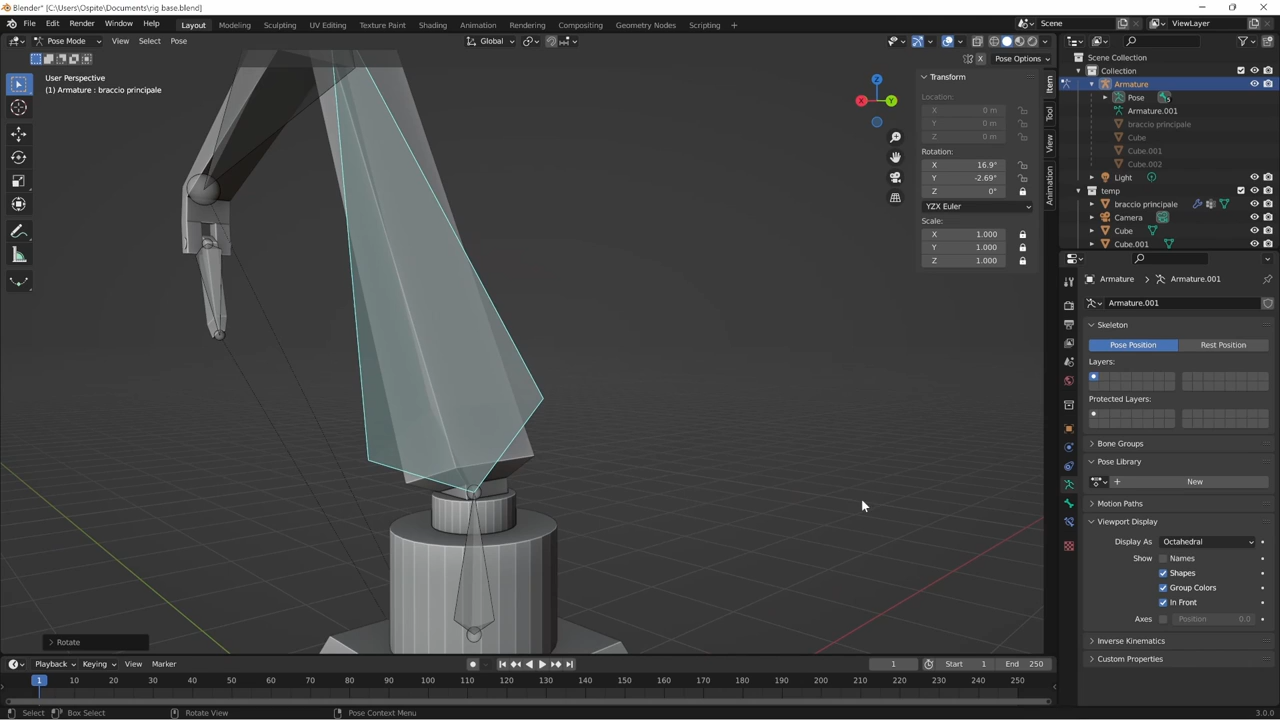 Blender* [C:\Users\Ospite\Documents\rig base.blend]
File Edit Render Window Help Layout Modeling Sculpting UV Editing Texture Paint Shading Animation Rendering Compositing Geometry Nodes Scripting + Scene ViewLayer
Pose Mode View Select Pose Global
X Pose Options
User Perspective
(1) Armature : braccio principale
Z
X
Y
Transform
Location:
X 0 m
Y 0 m
Z 0 m
Rotation:
X 16.9°
Y -2.69°
Z 0°
YZX Euler
Scale:
X 1.000
Y 1.000
Z 1.000
Item
Tool
View
Animation
Scene Collection
Collection
Armature
Pose 5
Armature.001
braccio principale
Cube
Cube.001
Cube.002
Light
temp
braccio principale
Camera
Cube
Cube.001
Armature Armature.001
Armature.001
Skeleton
Pose Position Rest Position
Layers:
Protected Layers:
Bone Groups
Pose Library
+ New
Motion Paths
Viewport Display
Display As Octahedral
Show Names
Shapes
Group Colors
In Front
Axes Position 0.0
Inverse Kinematics
Custom Properties
Rotate
Playback Keying View Marker 1 Start 1 End 250
1 10 20 30 40 50 60 70 80 90 100 110 120 130 140 150 160 170 180 190 200 210 220 230 240 250
Select Box Select Rotate View Pose Context Menu 3.0.0